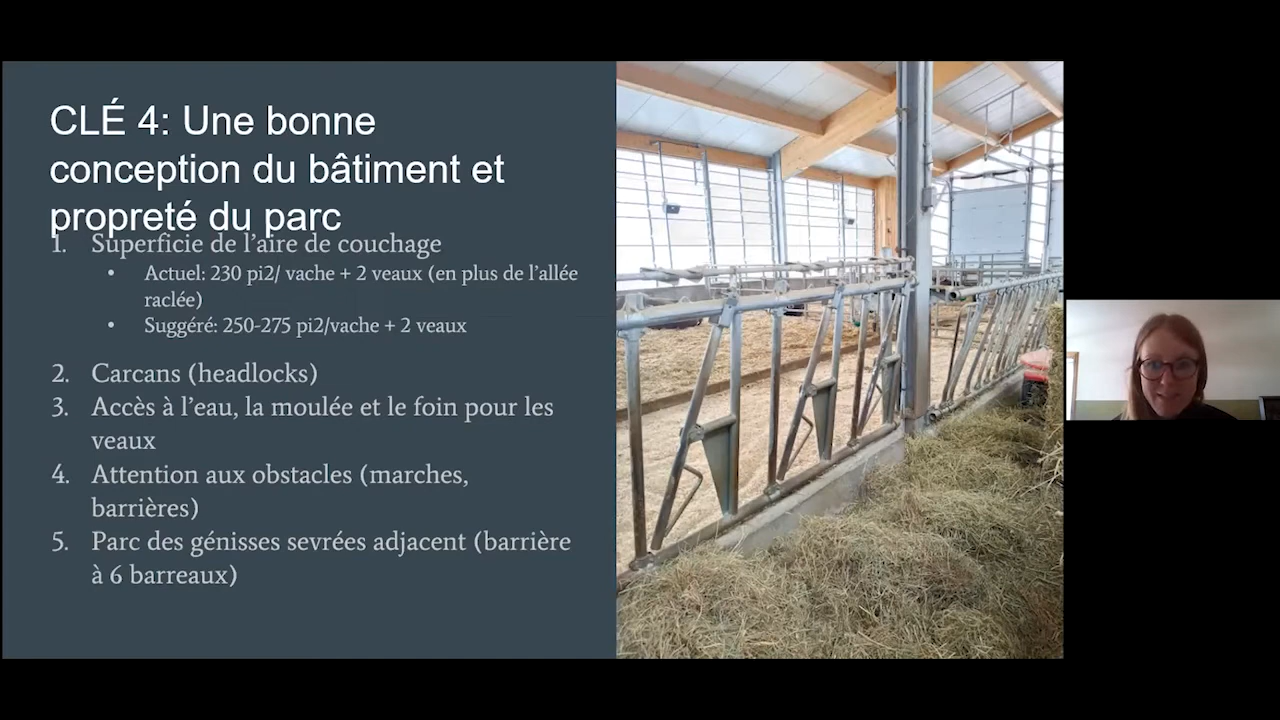 CLÉ 4: Une bonne
conception du bâtiment et
propreté du parc
1. Superficie de l'aire de couchage
• Actuel: 230 pi2/ vache + 2 veaux (en plus de l'allée
raclée)
• Suggéré: 250-275 pi2/vache + 2 veaux
2. Carcans (headlocks)
3. Accès à l'eau, la moulée et le foin pour les
veaux
4. Attention aux obstacles (marches,
barrières)
5. Parc des génisses sevrées adjacent (barrière
à 6 barreaux)